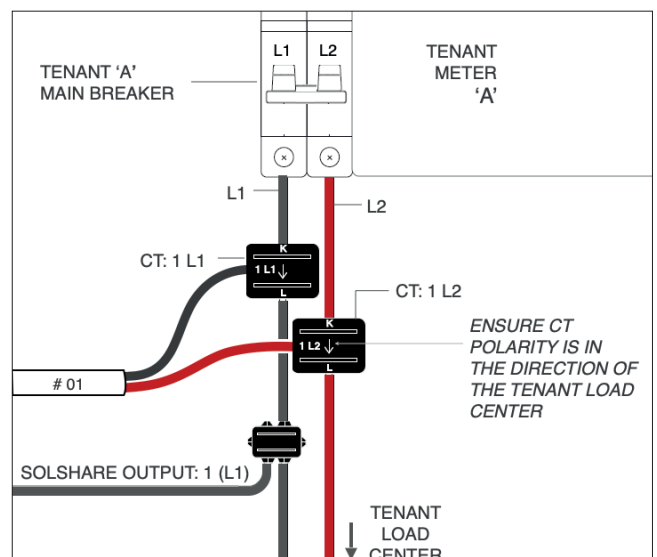 L1 L2
TENANT ‘A’
MAIN BREAKER
TENANT
METER
‘A’
L1
L2
K
CT: 1 L1
1 L1
L
CT: 1 L2
K
1 L2
L
ENSURE CT
POLARITY IS IN
THE DIRECTION OF
THE TENANT LOAD
CENTER
# 01
SOLSHARE OUTPUT: 1 (L1)
TENANT
LOAD
CENTER